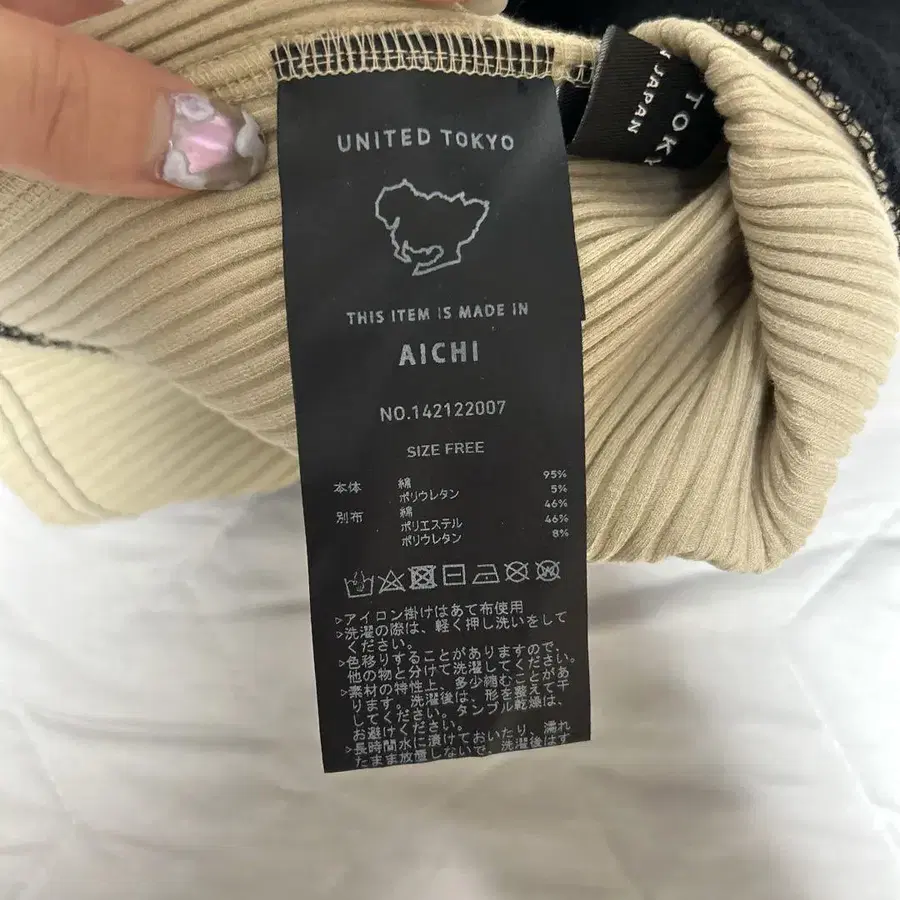 UNITED TOKYO
THIS ITEM IS MADE IN
AICHI
NO.142122007
SIZE FREE
本体 綿 95%
ポリウレタン 5%
別布 綿 46%
ポリエステル 46%
ポリウレタン 8%
▷アイロン掛けはあて布使用
▷洗濯の際は、軽く押し洗いをして
ください。
▷色移りすることがありますので、
他の物と分けて洗濯してください。
▷素材の特性上、多少縮むことがあ
ります。洗濯後は、形を整えて干
してください。タンブル乾燥は、
お避けください。
▷長時間水に漬けておいたり、濡れ
たまま放置しないで、洗濯後はす
TOKY
JAPAN